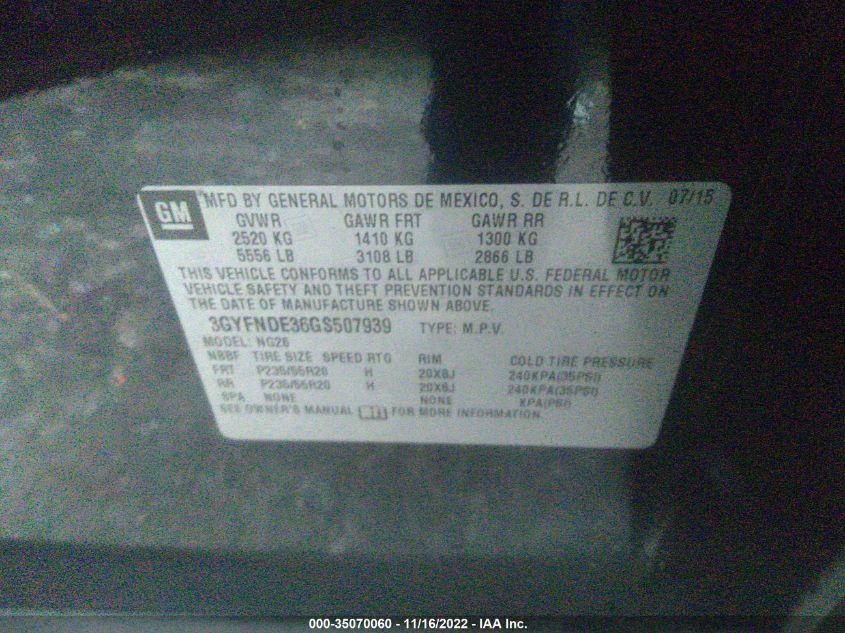 GM MFD BY GENERAL MOTORS DE MEXICO, S. DE R.L. DE C.V. 07/15
GVWR GAWR FRT GAWR RR
2520 KG 1410 KG 1300 KG
5556 LB 3108 LB 2866 LB
THIS VEHICLE CONFORMS TO ALL APPLICABLE U.S. FEDERAL MOTOR
VEHICLE SAFETY AND THEFT PREVENTION STANDARDS IN EFFECT ON
THE DATE OF MANUFACTURE SHOWN ABOVE.
3GYFNDE36GS507939 TYPE: M.P.V.
MODEL: NG26
NBBF TIRE SIZE SPEED RTG RIM COLD TIRE PRESSURE
FRT P235/55R20 H 20X8J 240KPA(35PSI)
RR P235/55R20 H 20X8J 240KPA(35PSI)
SPA NONE NONE KPA(PSI)
SEE OWNER'S MANUAL FOR MORE INFORMATION.
000-35070060 - 11/16/2022 - IAA Inc.